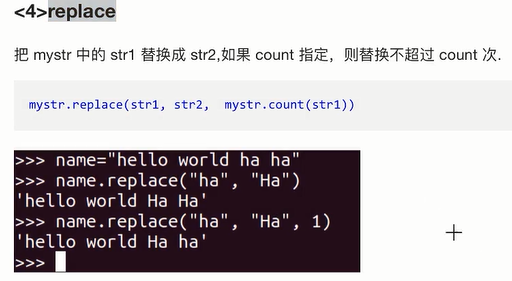 <4>replace
把 mystr 中的 str1 替换成 str2,如果 count 指定，则替换不超过 count 次.
mystr.replace(str1, str2,  mystr.count(str1))
>>> name="hello world ha ha"
>>> name.replace("ha", "Ha")
'hello world Ha Ha'
>>> name.replace("ha", "Ha", 1)
'hello world Ha ha'
>>>